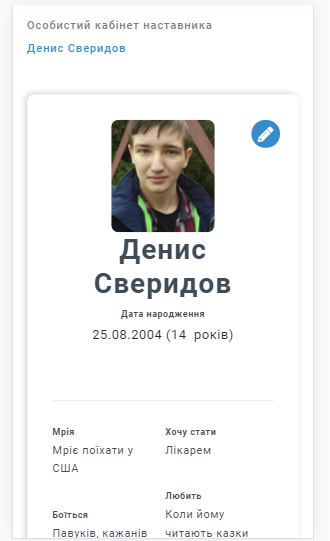 Особистий кабінет наставника
Денис Сверидов
Денис
Сверидов
Дата народження
25.08.2004 (14 років)
Мрія
Мріє поїхати у
США
Хочу стати
Лікарем
Боїться
Павуків, кажанів
Любить
Коли йому
читають казки